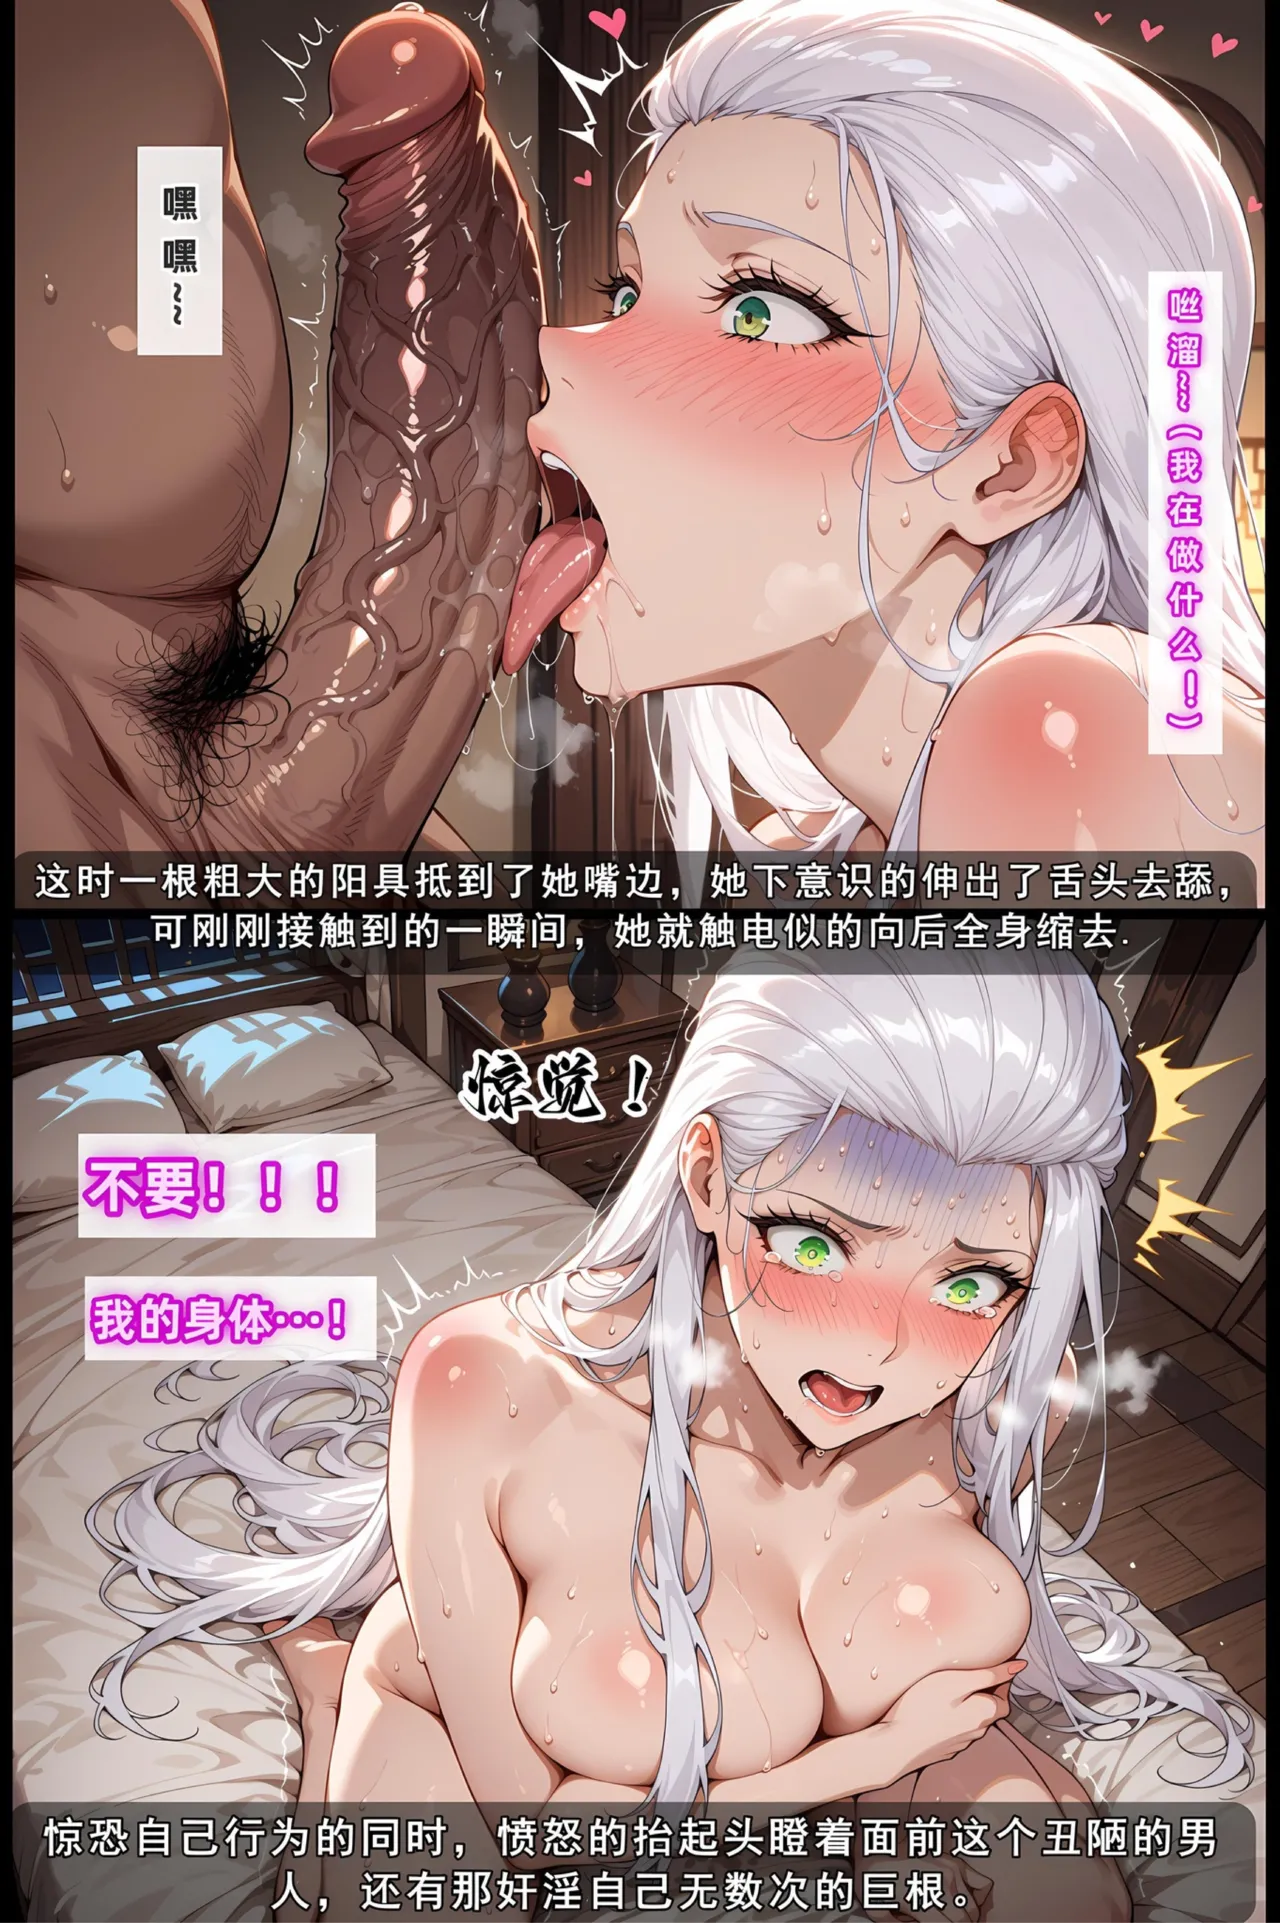 嘿嘿~~
咝溜~~（我在做什么！）
这时一根粗大的阳具抵到了她嘴边，她下意识的伸出了舌头去舔，
可刚刚接触到的一瞬间，她就触电似的向后全身缩去.
惊觉！
不要！！！
我的身体…！
惊恐自己行为的同时，愤怒的抬起头瞪着面前这个丑陋的男
人，还有那奸淫自己无数次的巨根。